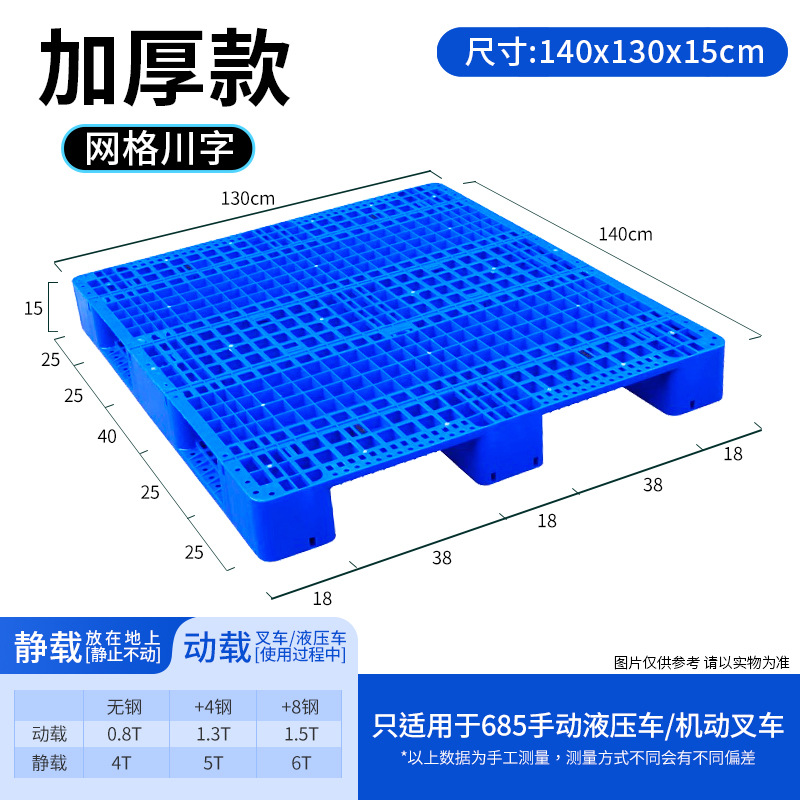 加厚款
尺寸:140x130x15cm
网格川字
130cm
140cm
15
25
25
40
25
25
18
38
18
38
18
静载 放在地上
[静止不动]
动载 叉车/液压车
[使用过程中]
图片仅供参考 请以实物为准
无钢 +4钢 +8钢
动载 0.8T 1.3T 1.5T
静载 4T 5T 6T
只适用于685手动液压车/机动叉车
*以上数据为手工测量，测量方式不同会有不同偏差